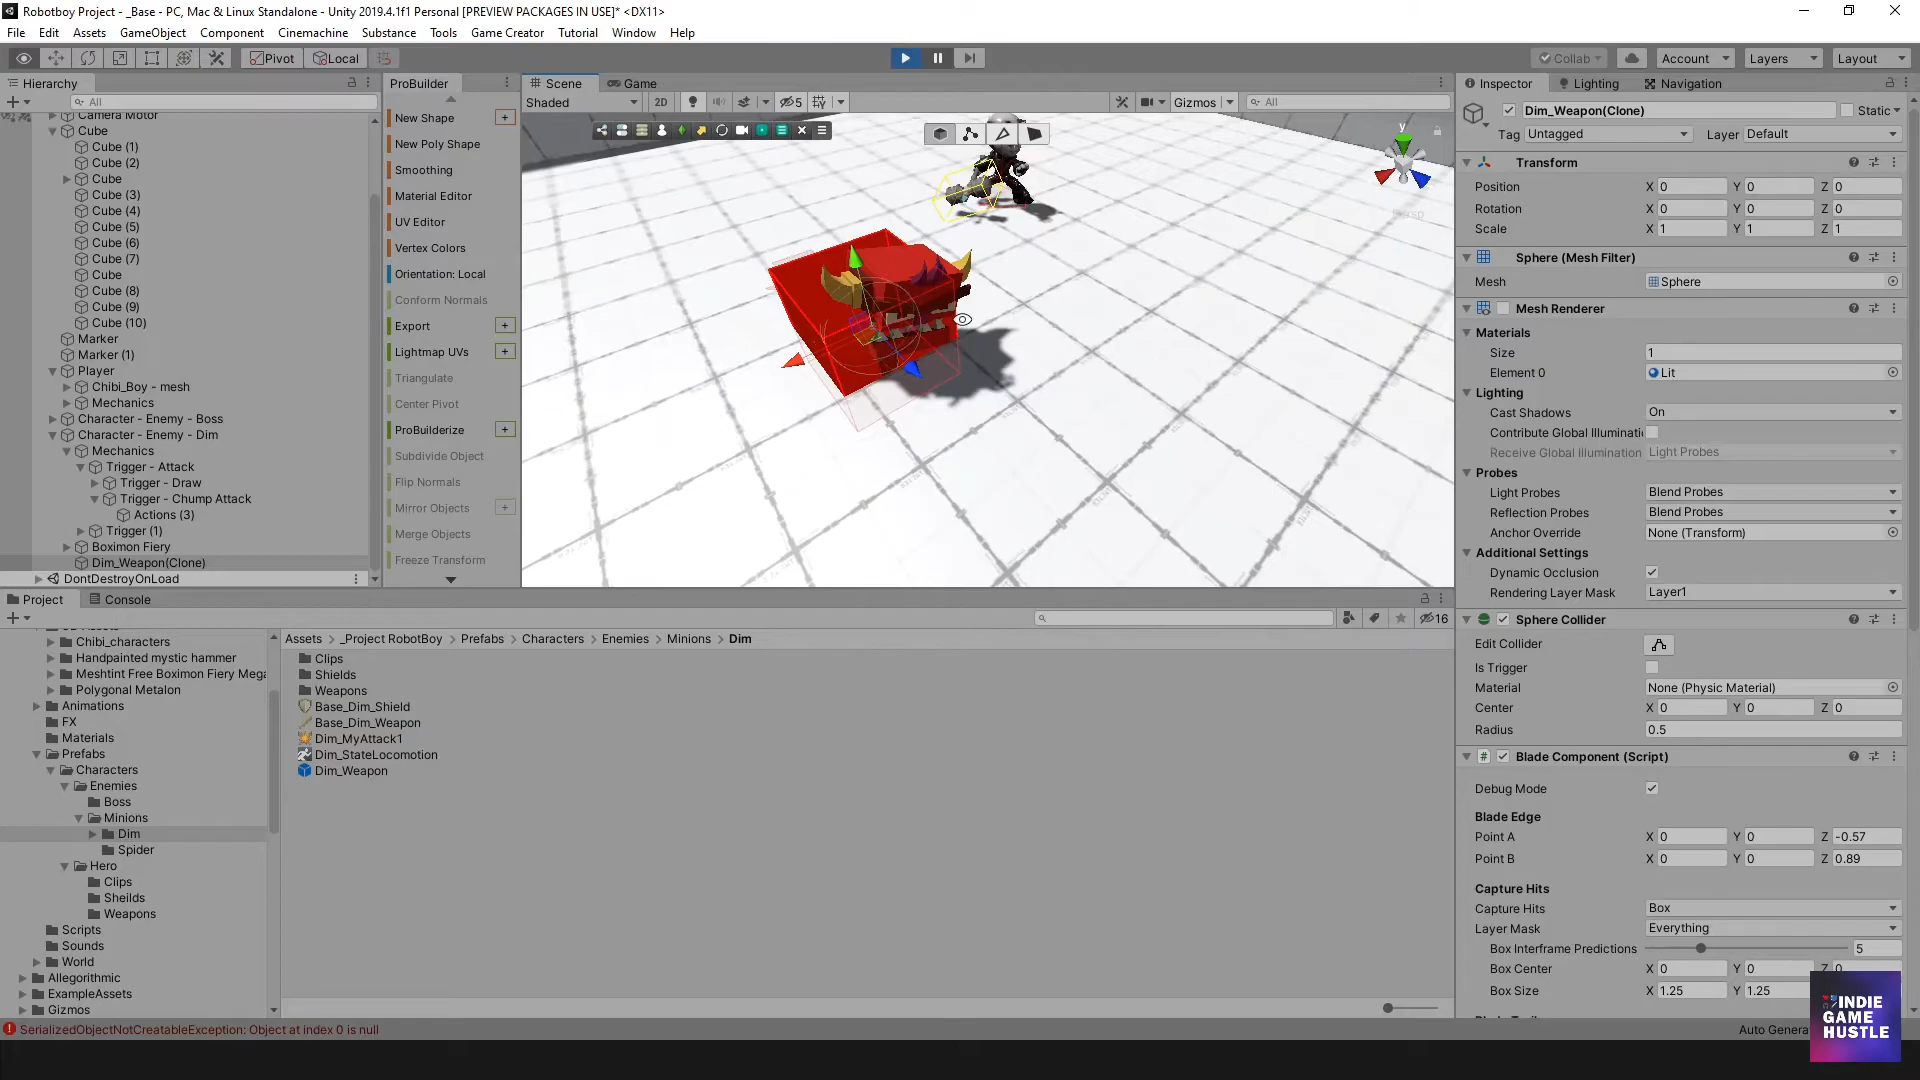 Robotboy Project - _Base - PC, Mac & Linux Standalone - Unity 2019.4.1f1 Personal [PREVIEW PACKAGES IN USE]* <DX11>
File Edit Assets GameObject Component Cinemachine Substance Tools Game Creator Tutorial Window Help
Pivot Local Collab Account Layers Layout
Hierarchy
All
Camera Motor
Cube
Cube (1)
Cube (2)
Cube
Cube (3)
Cube (4)
Cube (5)
Cube (6)
Cube (7)
Cube
Cube (8)
Cube (9)
Cube (10)
Marker
Marker (1)
Player
Chibi_Boy - mesh
Mechanics
Character - Enemy - Boss
Character - Enemy - Dim
Mechanics
Trigger - Attack
Trigger - Draw
Trigger - Chump Attack
Actions (3)
Trigger (1)
Boximon Fiery
Dim_Weapon(Clone)
DontDestroyOnLoad
ProBuilder
New Shape +
New Poly Shape
Smoothing
Material Editor
UV Editor
Vertex Colors
Orientation: Local
Conform Normals
Export +
Lightmap UVs +
Triangulate
Center Pivot
ProBuilderize +
Subdivide Object
Flip Normals
Mirror Objects +
Merge Objects
Freeze Transform
Scene Game
Shaded 2D 5 Gizmos All
y
Persp
Inspector Lighting Navigation
Dim_Weapon(Clone) Static
Tag Untagged Layer Default
Transform
Position X 0 Y 0 Z 0
Rotation X 0 Y 0 Z 0
Scale X 1 Y 1 Z 1
Sphere (Mesh Filter)
Mesh Sphere
Mesh Renderer
Materials
Size 1
Element 0 Lit
Lighting
Cast Shadows On
Contribute Global Illuminati
Receive Global Illumination Light Probes
Probes
Light Probes Blend Probes
Reflection Probes Blend Probes
Anchor Override None (Transform)
Additional Settings
Dynamic Occlusion
Rendering Layer Mask Layer1
Sphere Collider
Edit Collider
Is Trigger
Material None (Physic Material)
Center X 0 Y 0 Z 0
Radius 0.5
# Blade Component (Script)
Debug Mode
Blade Edge
Point A X 0 Y 0 Z -0.57
Point B X 0 Y 0 Z 0.89
Capture Hits
Capture Hits Box
Layer Mask Everything
Box Interframe Predictions 5
Box Center X 0 Y 0 Z 0
Box Size X 1.25 Y 1.25
Project Console
16
Chibi_characters
Handpainted mystic hammer
Meshtint Free Boximon Fiery Mega
Polygonal Metalon
Animations
FX
Materials
Prefabs
Characters
Enemies
Boss
Minions
Dim
Spider
Hero
Clips
Sheilds
Weapons
Scripts
Sounds
World
Allegorithmic
ExampleAssets
Gizmos
Assets > _Project RobotBoy > Prefabs > Characters > Enemies > Minions > Dim
Clips
Shields
Weapons
Base_Dim_Shield
Base_Dim_Weapon
Dim_MyAttack1
Dim_StateLocomotion
Dim_Weapon
SerializedObjectNotCreatableException: Object at index 0 is null
Auto Genera
INDIE
GAME
HUSTLE